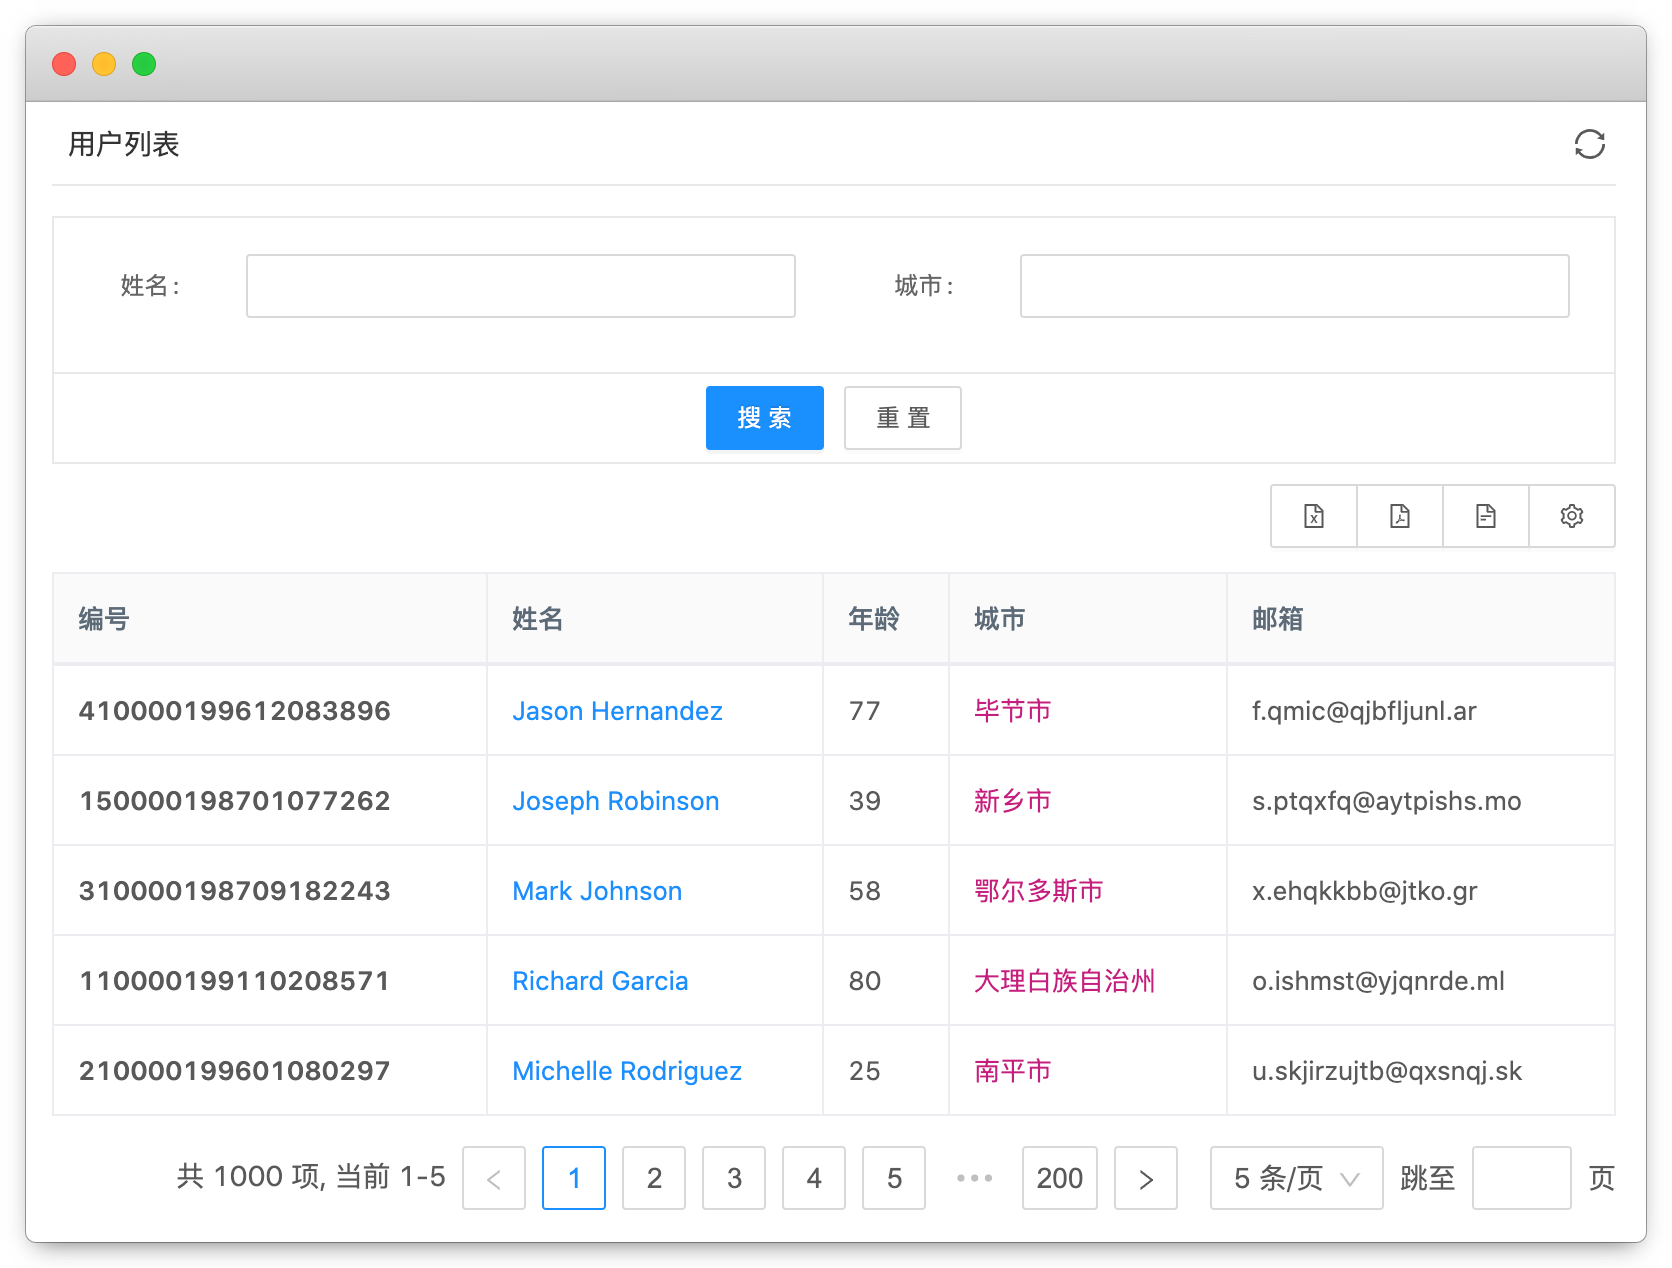 用户列表
姓名: 城市:
搜 索 重 置
编号 姓名 年龄 城市 邮箱
410000199612083896 Jason Hernandez 77 毕节市 f.qmic@qjbfljunl.ar
150000198701077262 Joseph Robinson 39 新乡市 s.ptqxfq@aytpishs.mo
310000198709182243 Mark Johnson 58 鄂尔多斯市 x.ehqkkbb@jtko.gr
110000199110208571 Richard Garcia 80 大理白族自治州 o.ishmst@yjqnrde.ml
210000199601080297 Michelle Rodriguez 25 南平市 u.skjirzujtb@qxsnqj.sk
共 1000 项, 当前 1-5 < 1 2 3 4 5 ••• 200 > 5 条/页 跳至 页